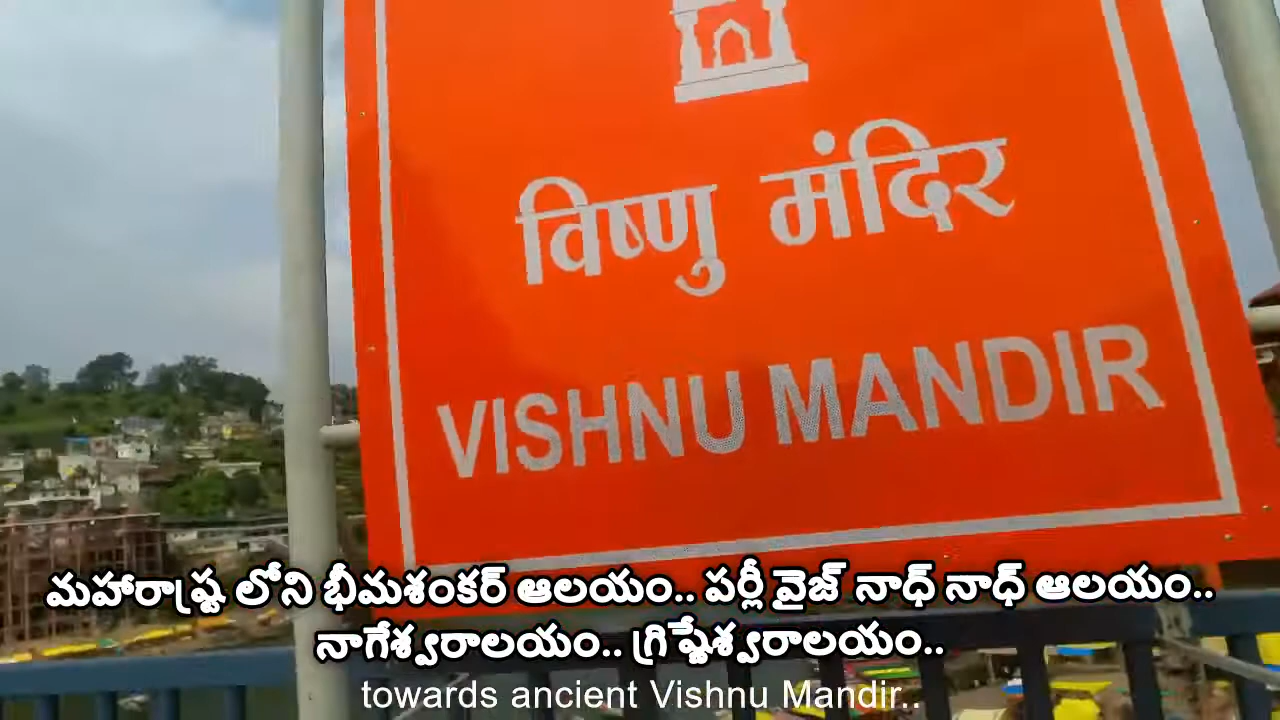 विष्णु मंदिर
VISHNU MANDIR
మహారాష్ట్ర లోని భీమశంకర్ ఆలయం.. పర్లీ వైజ్ నాధ్ నాధ్ ఆలయం..
నాగేశ్వరాలయం.. గ్రిష్ణేశ్వరాలయం..
towards ancient Vishnu Mandir..